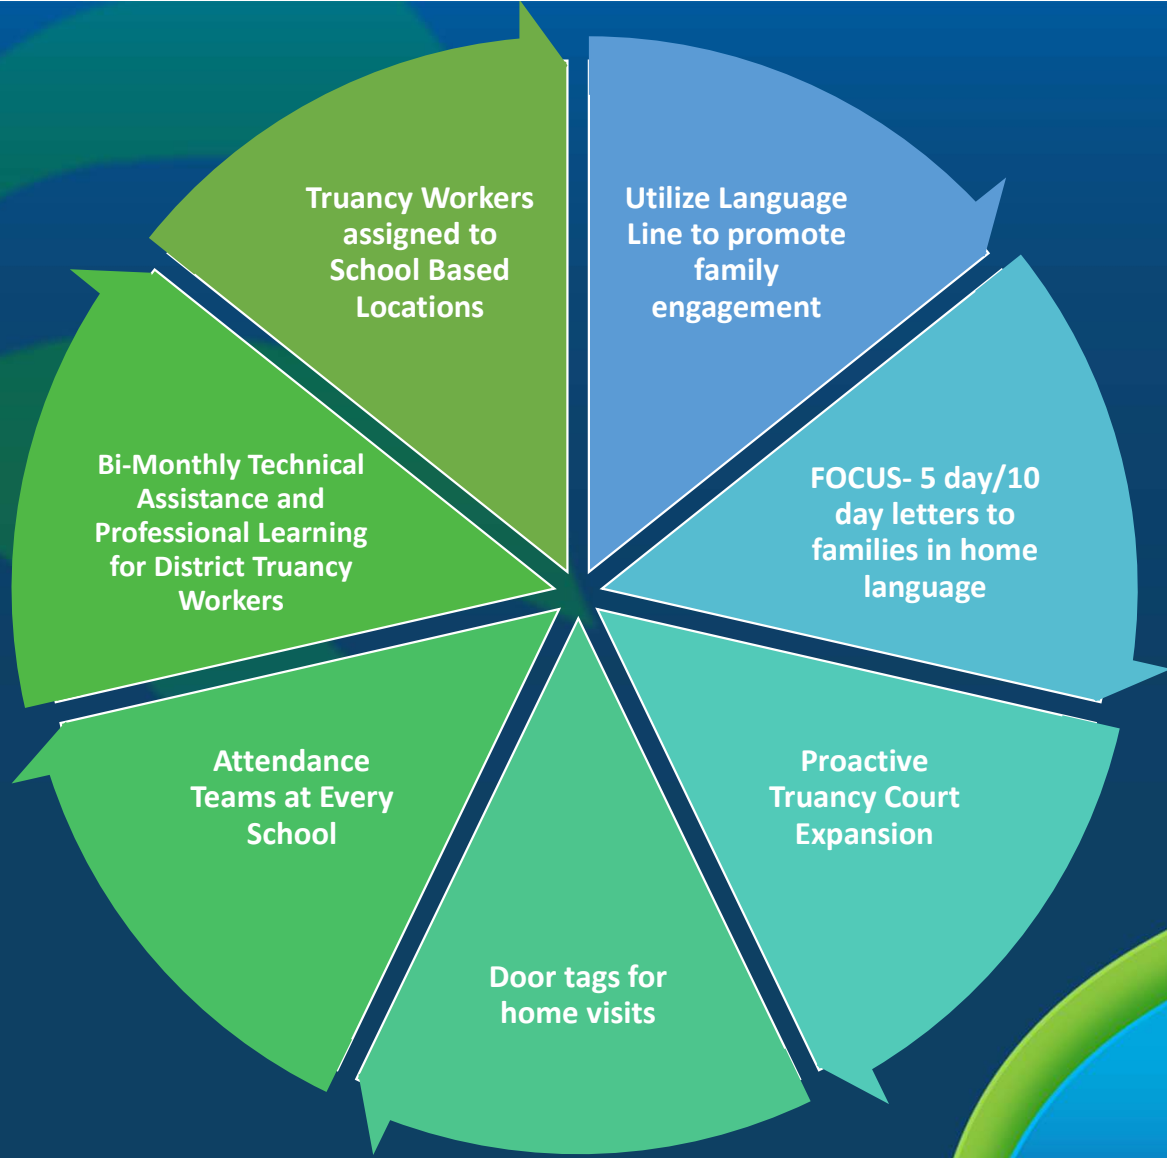 Truancy Workers
assigned to
School Based
Locations
Utilize Language
Line to promote
family
engagement
FOCUS- 5 day/10
day letters to
families in home
language
Proactive
Truancy Court
Expansion
Door tags for
home visits
Attendance
Teams at Every
School
Bi-Monthly Technical
Assistance and
Professional Learning
for District Truancy
Workers